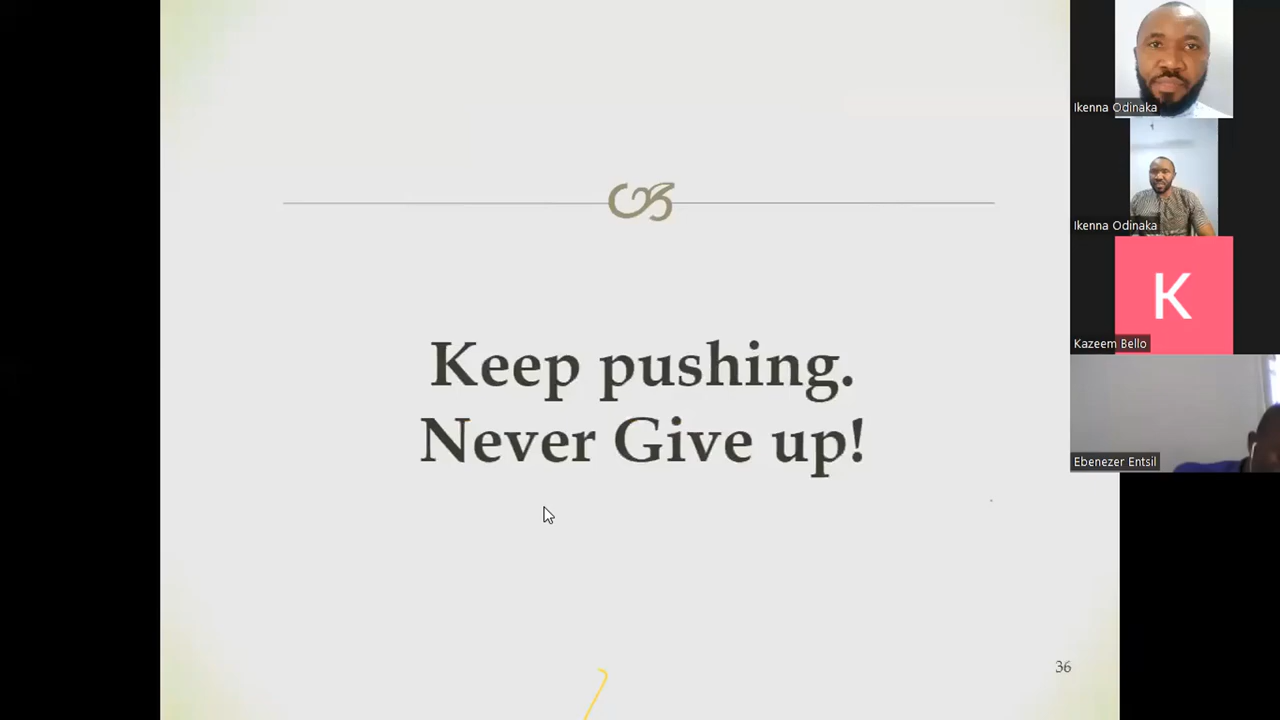 Keep pushing.
Never Give up!
36
Ikenna Odinaka
Ikenna Odinaka
K
Kazeem Bello
Ebenezer Entsil